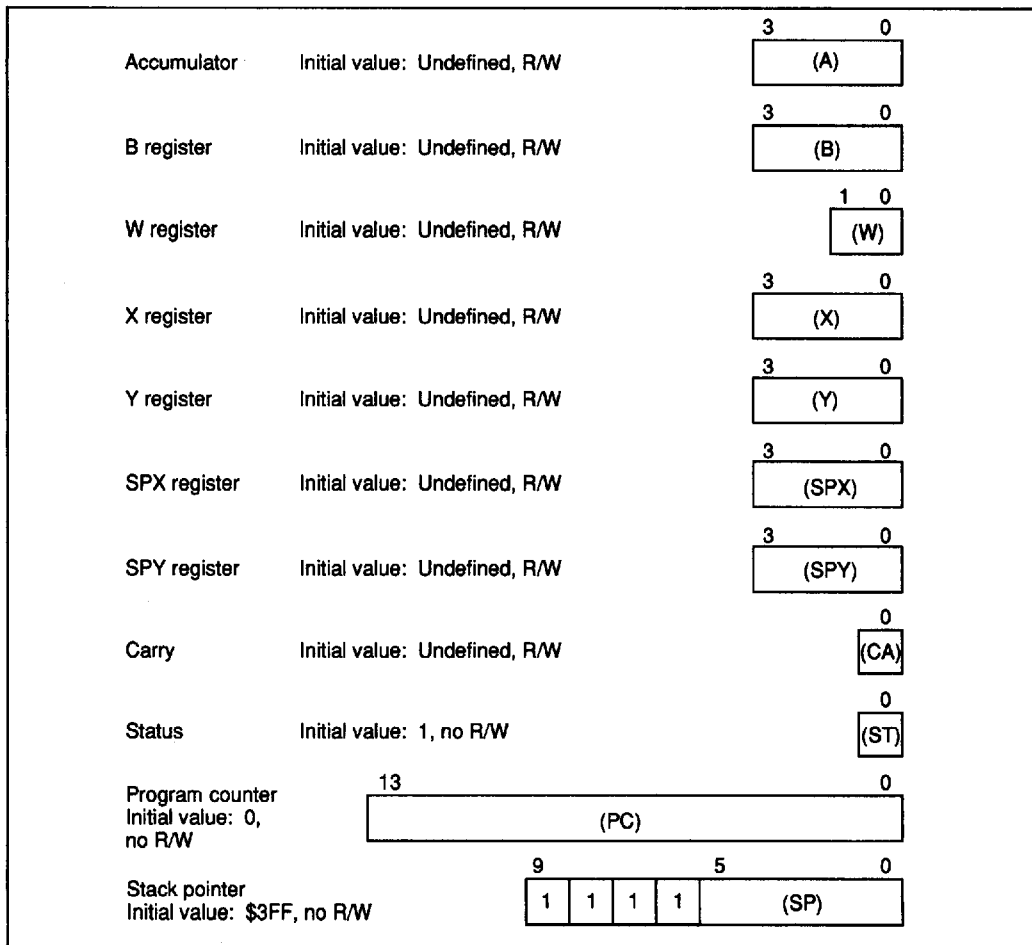 3 0
Accumulator Initial value: Undefined, R/W (A)
3 0
B register Initial value: Undefined, R/W (B)
1 0
W register Initial value: Undefined, R/W (W)
3 0
X register Initial value: Undefined, R/W (X)
3 0
Y register Initial value: Undefined, R/W (Y)
3 0
SPX register Initial value: Undefined, R/W (SPX)
3 0
SPY register Initial value: Undefined, R/W (SPY)
0
Carry Initial value: Undefined, R/W (CA)
0
Status Initial value: 1, no R/W (ST)
13 0
Program counter
Initial value: 0, (PC)
no R/W
9 5 0
Stack pointer
Initial value: $3FF, no R/W 1 1 1 1 (SP)